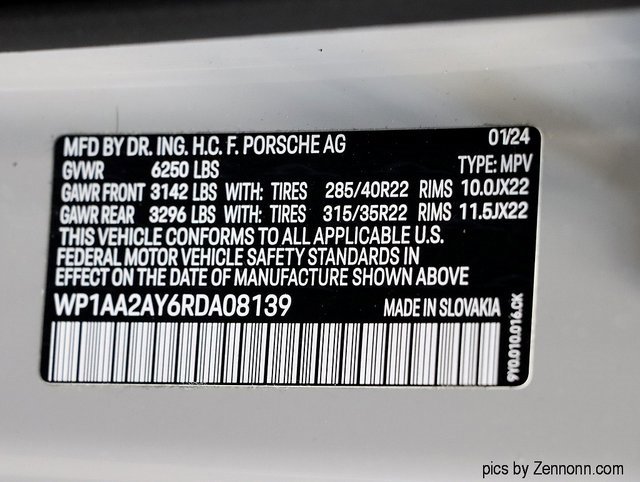 MFD BY DR. ING. H.C. F. PORSCHE AG 01/24
GVWR 6250 LBS TYPE: MPV
GAWR FRONT 3142 LBS WITH: TIRES 285/40R22 RIMS 10.0JX22
GAWR REAR 3296 LBS WITH: TIRES 315/35R22 RIMS 11.5JX22
THIS VEHICLE CONFORMS TO ALL APPLICABLE U.S.
FEDERAL MOTOR VEHICLE SAFETY STANDARDS IN
EFFECT ON THE DATE OF MANUFACTURE SHOWN ABOVE
WP1AA2AY6RDA08139 MADE IN SLOVAKIA
9Y0.010.016.CK
pics by Zennonn.com